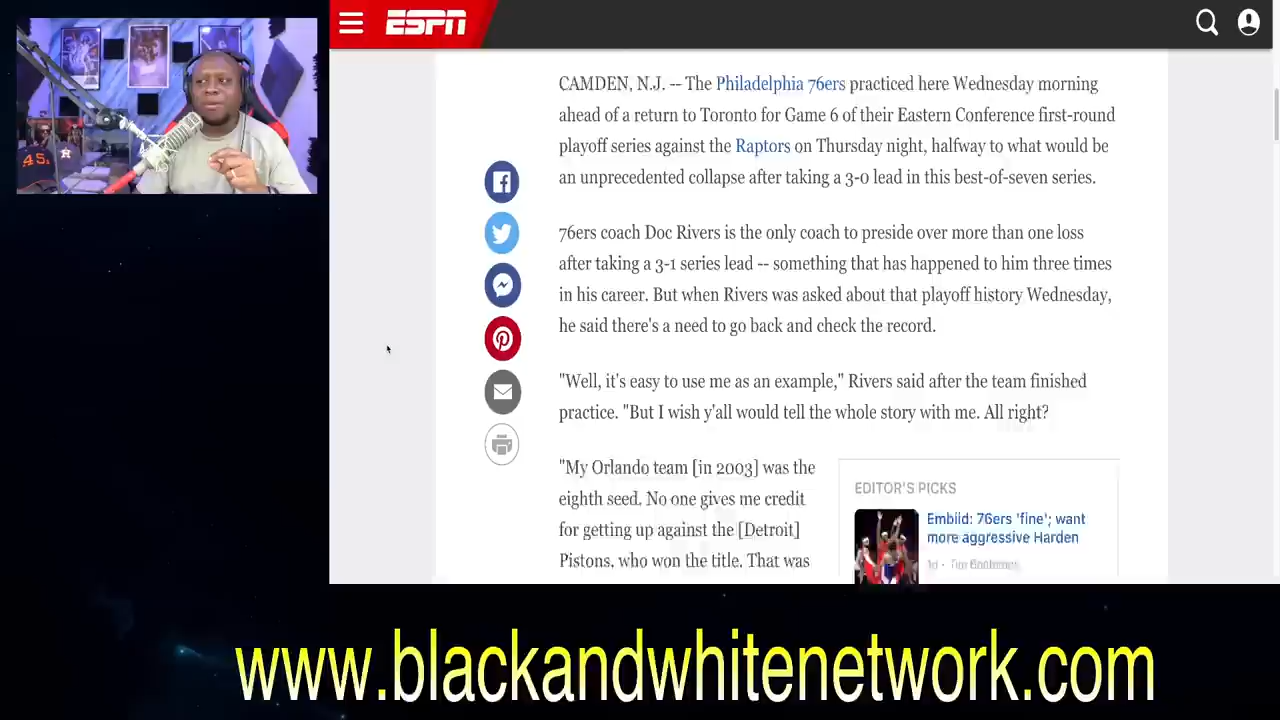 ESPN
CAMDEN, N.J. -- The Philadelphia 76ers practiced here Wednesday morning
ahead of a return to Toronto for Game 6 of their Eastern Conference first-round
playoff series against the Raptors on Thursday night, halfway to what would be
an unprecedented collapse after taking a 3-0 lead in this best-of-seven series.
76ers coach Doc Rivers is the only coach to preside over more than one loss
after taking a 3-1 series lead -- something that has happened to him three times
in his career. But when Rivers was asked about that playoff history Wednesday,
he said there's a need to go back and check the record.
"Well, it's easy to use me as an example," Rivers said after the team finished
practice. "But I wish y'all would tell the whole story with me. All right?
"My Orlando team [in 2003] was the
eighth seed. No one gives me credit
for getting up against the [Detroit]
Pistons, who won the title. That was
EDITOR'S PICKS
Embiid: 76ers 'fine'; want
more aggressive Harden
45
www.blackandwhitenetwork.com